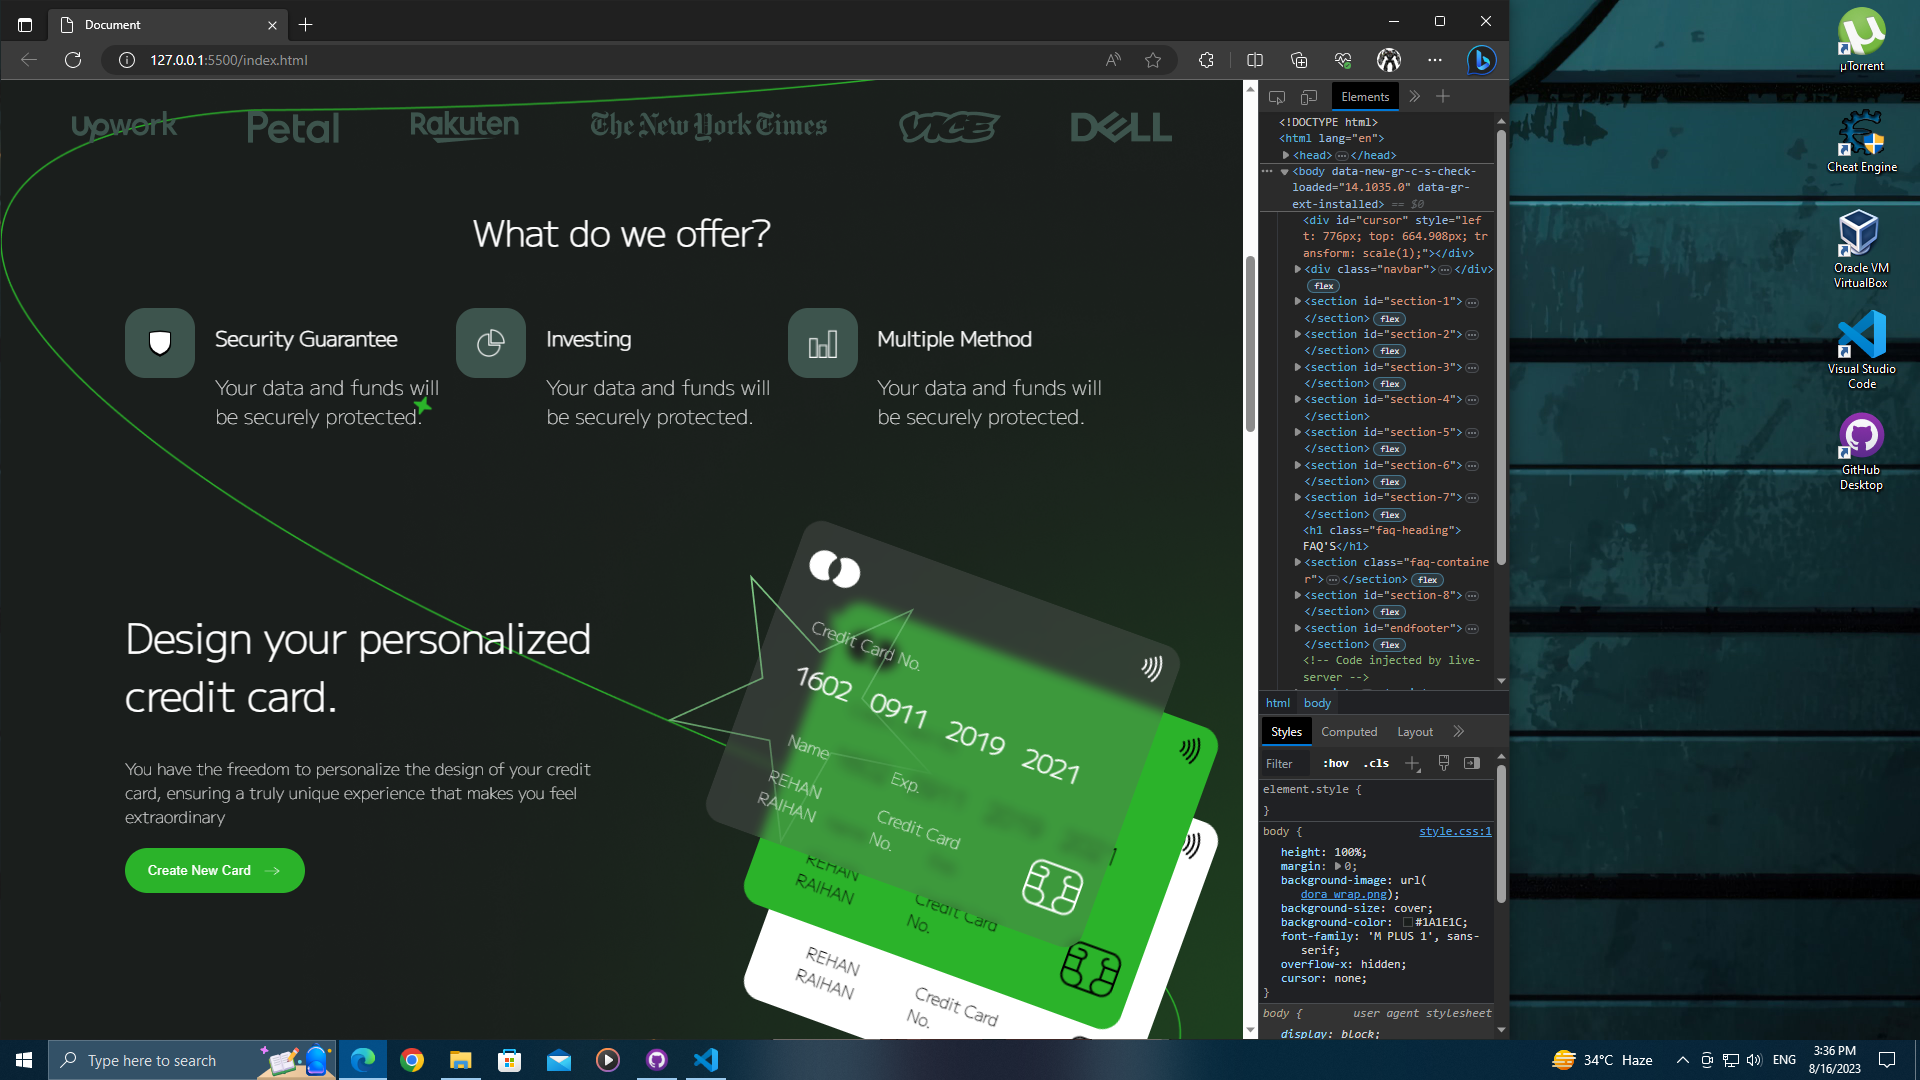 Document
127.0.0.1:5500/index.html
upwork
Petal
Rakuten
The New York Times
VICE
DELL
What do we offer?
Security Guarantee
Your data and funds will
be securely protected.
Investing
Your data and funds will
be securely protected.
Multiple Method
Your data and funds will
be securely protected.
Design your personalized
credit card.
You have the freedom to personalize the design of your credit
card, ensuring a truly unique experience that makes you feel
extraordinary
Create New Card
Credit Card No.
1602 0911 2019 2021
Name
Exp.
REHAN
RAIHAN
Credit Card
No.
REHAN
RAIHAN
Credit Card
No.
REHAN
RAIHAN
Credit Card
No.
Elements
<!DOCTYPE html>
<html lang="en">
<head>
</head>
<body data-new-gr-c-s-check-
loaded="14.1035.0" data-gr-
ext-installed> == $0
<div id="cursor" style="lef
t: 776px; top: 664.908px; tr
ansform: scale(1);"></div>
<div class="navbar"> </div>
flex
<section id="section-1">
</section> flex
<section id="section-2">
</section> flex
<section id="section-3">
</section> flex
<section id="section-4">
</section>
<section id="section-5">
</section> flex
<section id="section-6">
</section> flex
<section id="section-7">
</section> flex
<h1 class="faq-heading">
FAQ'S</h1>
<section class="faq-containe
r"> </section> flex
<section id="section-8">
</section> flex
<section id="endfooter">
</section> flex
<!-- Code injected by live-
server -->
html body
Styles Computed Layout
Filter :hov .cls
element.style {
}
body { style.css:1
height: 100%;
margin: 0;
background-image: url(
dora wrap.png);
background-size: cover;
background-color: #1A1E1C;
font-family: 'M PLUS 1', sans-
serif;
overflow-x: hidden;
cursor: none;
}
body { user agent stylesheet
display: block;
µTorrent
Cheat Engine
Oracle VM
VirtualBox
Visual Studio
Code
GitHub
Desktop
Type here to search
34°C Haze
ENG
3:36 PM
8/16/2023